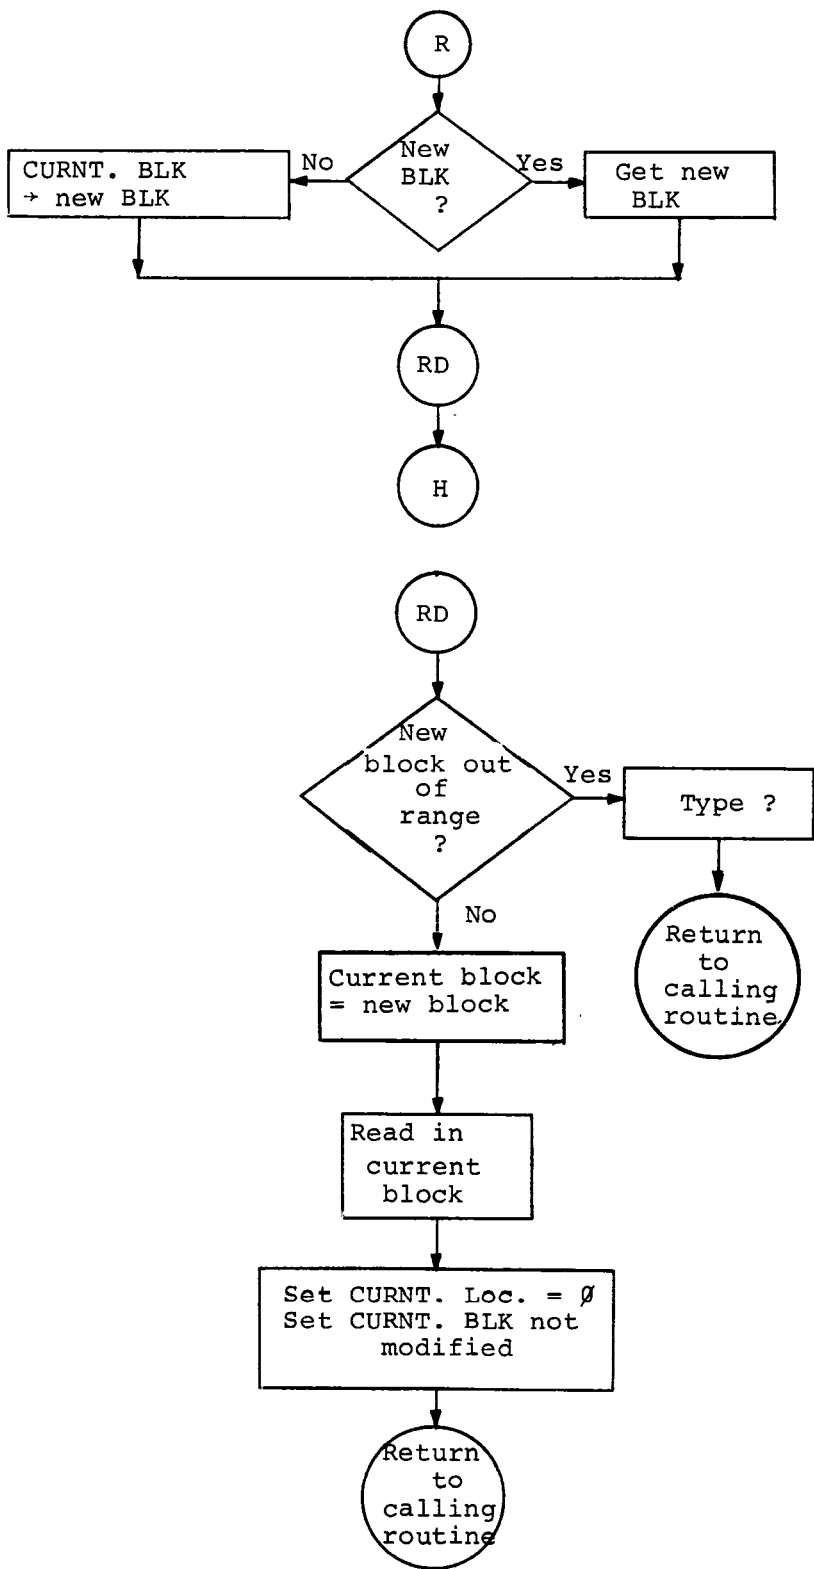 R
New
BLK
?
No
Yes
CURNT. BLK
→ new BLK
Get new
BLK
RD
H
RD
New
block out
of
range
?
Yes
Type ?
No
Return
to
calling
routine
Current block
= new block
Read in
current
block
Set CURNT. Loc. = Ø
Set CURNT. BLK not
modified
Return
to
calling
routine